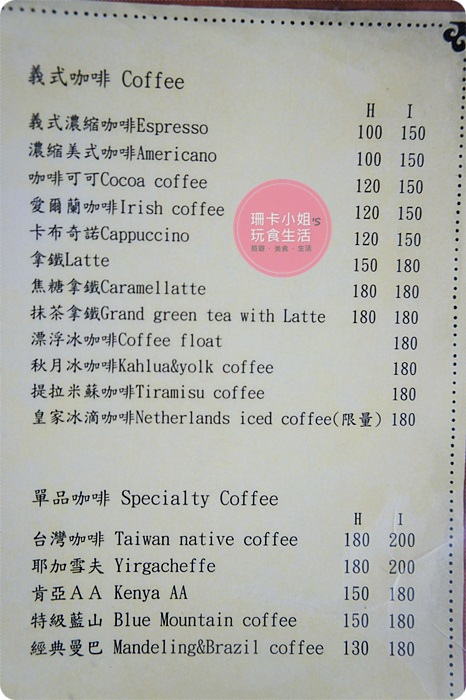 義式咖啡 Coffee
H I
義式濃縮咖啡Espresso 100 150
濃縮美式咖啡Americano 100 150
咖啡可可Cocoa coffee 120 150
愛爾蘭咖啡Irish coffee 120 150
卡布奇諾Cappuccino 120 150
拿鐵Latte 150 180
焦糖拿鐵Caramellatte 180 180
抹茶拿鐵Grand green tea with Latte 180 180
漂浮冰咖啡Coffee float 180
秋月冰咖啡Kahlua&yolk coffee 180
提拉米蘇咖啡Tiramisu coffee 180
皇家冰滴咖啡Netherlands iced coffee(限量) 180
珊卡小姐's
玩食生活
旅遊·美食·生活
單品咖啡 Specialty Coffee
H I
台灣咖啡 Taiwan native coffee 180 200
耶加雪夫 Yirgacheffe 180 200
肯亞AA Kenya AA 150 180
特級藍山 Blue Mountain coffee 150 180
經典曼巴 Mandeling&Brazil coffee 130 180